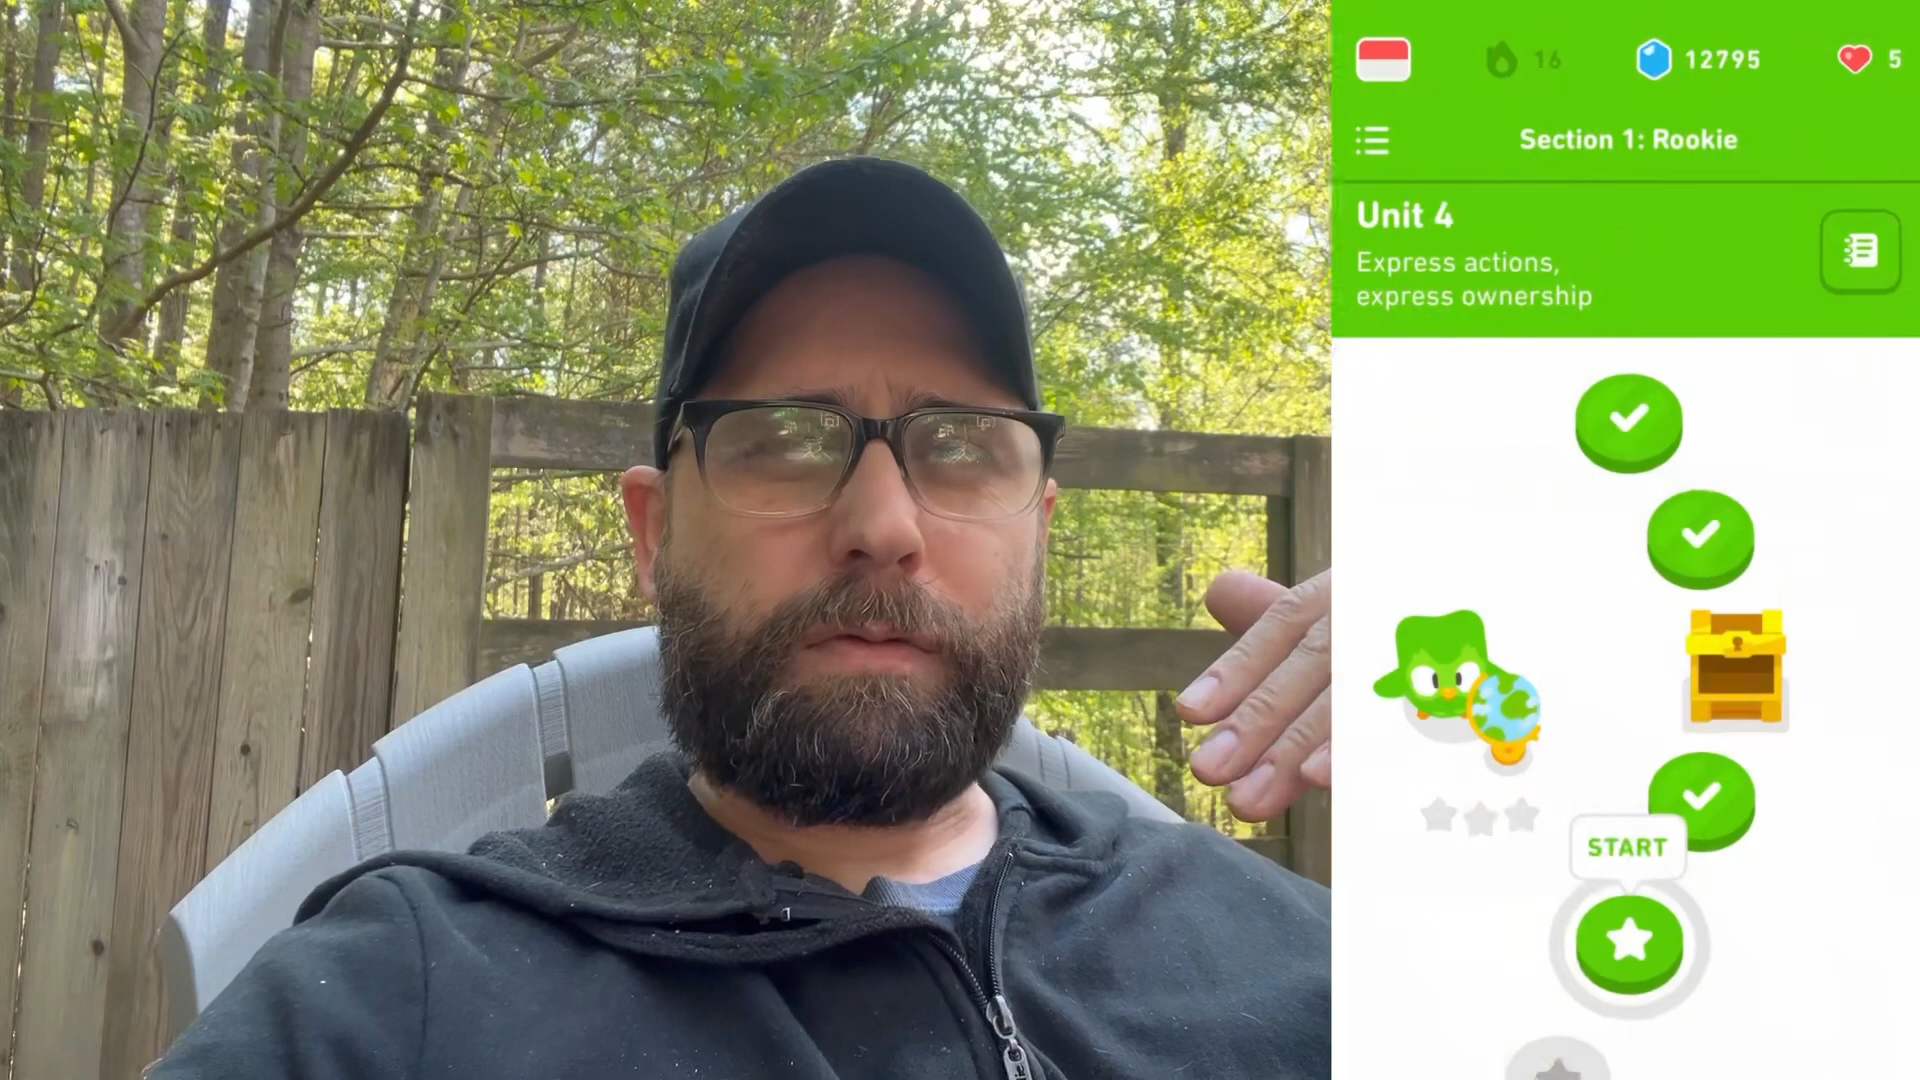 16
12795
5
Section 1: Rookie
Unit 4
Express actions,
express ownership
START